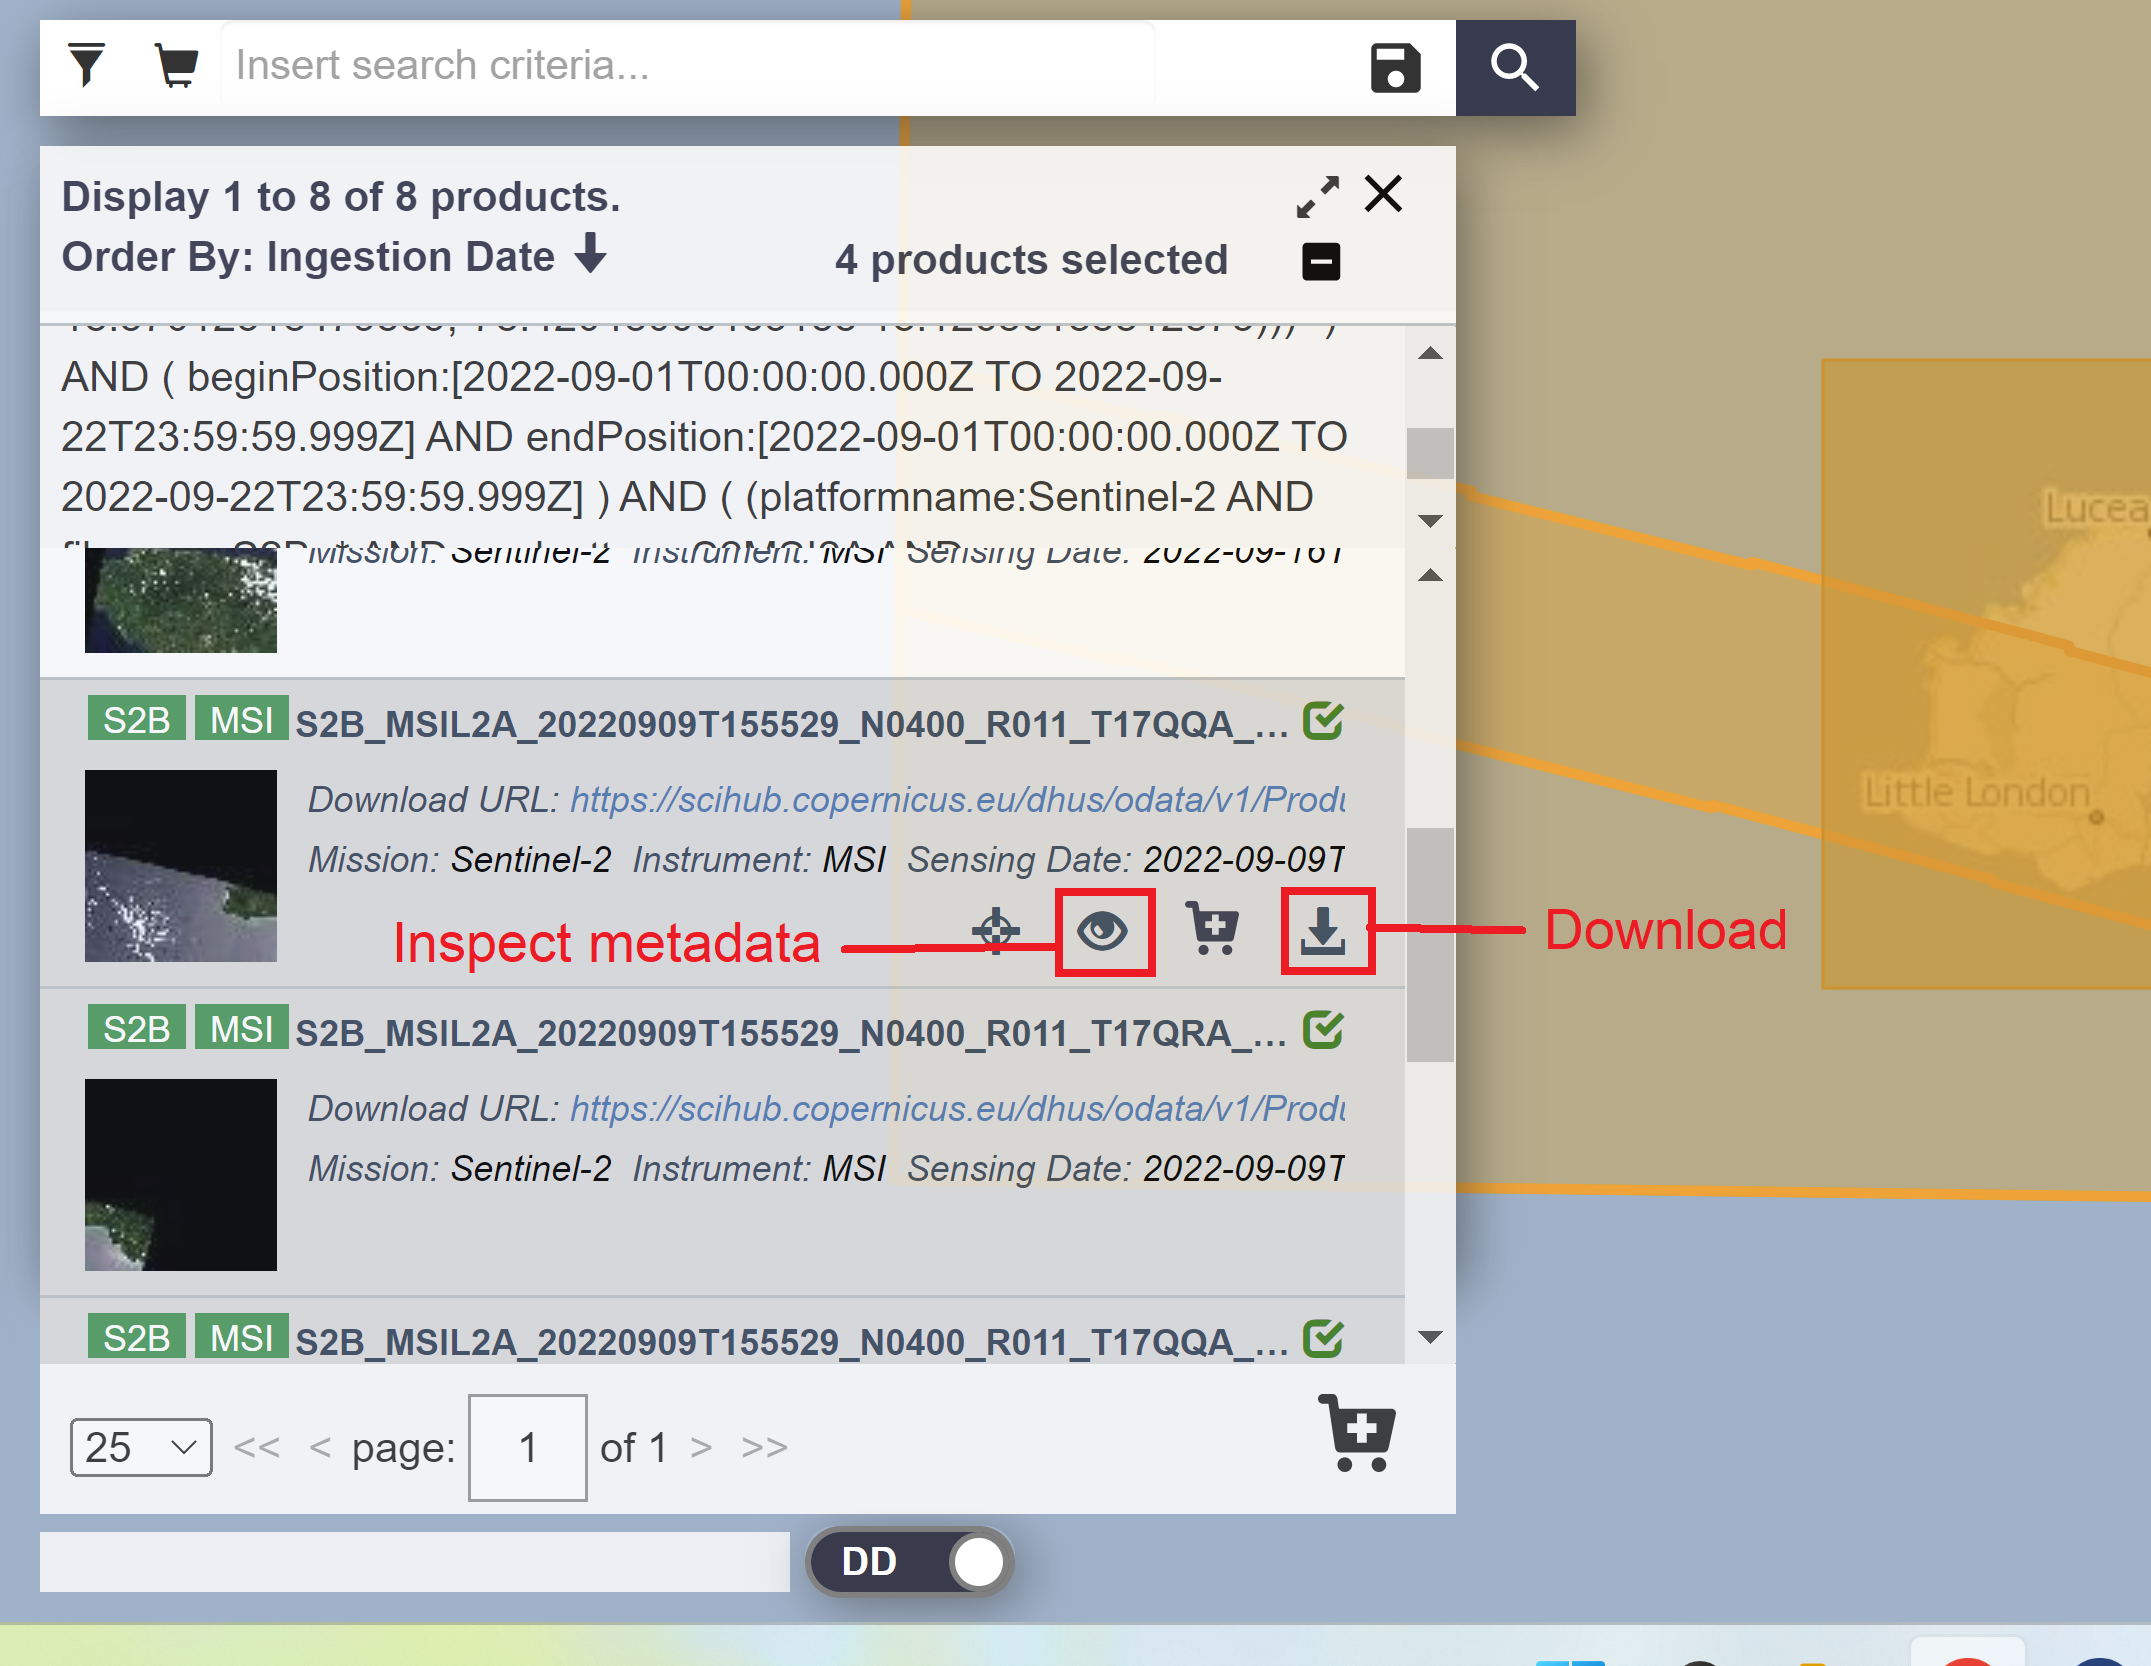 Insert search criteria...
Display 1 to 8 of 8 products.
Order By: Ingestion Date
4 products selected
AND ( beginPosition:[2022-09-01T00:00:00.000Z TO 2022-09-
22T23:59:59.999Z] AND endPosition:[2022-09-01T00:00:00.000Z TO
2022-09-22T23:59:59.999Z] ) AND ( (platformname:Sentinel-2 AND
Mission: Sentinel-2 Instrument: MSI Sensing Date: 2022-09-16T
Lucea
S2B MSI S2B_MSIL2A_20220909T155529_N0400_R011_T17QQA_...
Download URL: https://scihub.copernicus.eu/dhus/odata/v1/Produ
Mission: Sentinel-2 Instrument: MSI Sensing Date: 2022-09-09T
Little London
Inspect metadata
Download
S2B MSI S2B_MSIL2A_20220909T155529_N0400_R011_T17QRA_...
Download URL: https://scihub.copernicus.eu/dhus/odata/v1/Produ
Mission: Sentinel-2 Instrument: MSI Sensing Date: 2022-09-09T
S2B MSI S2B_MSIL2A_20220909T155529_N0400_R011_T17QQA_...
25 << < page: 1 of 1 > >>
DD